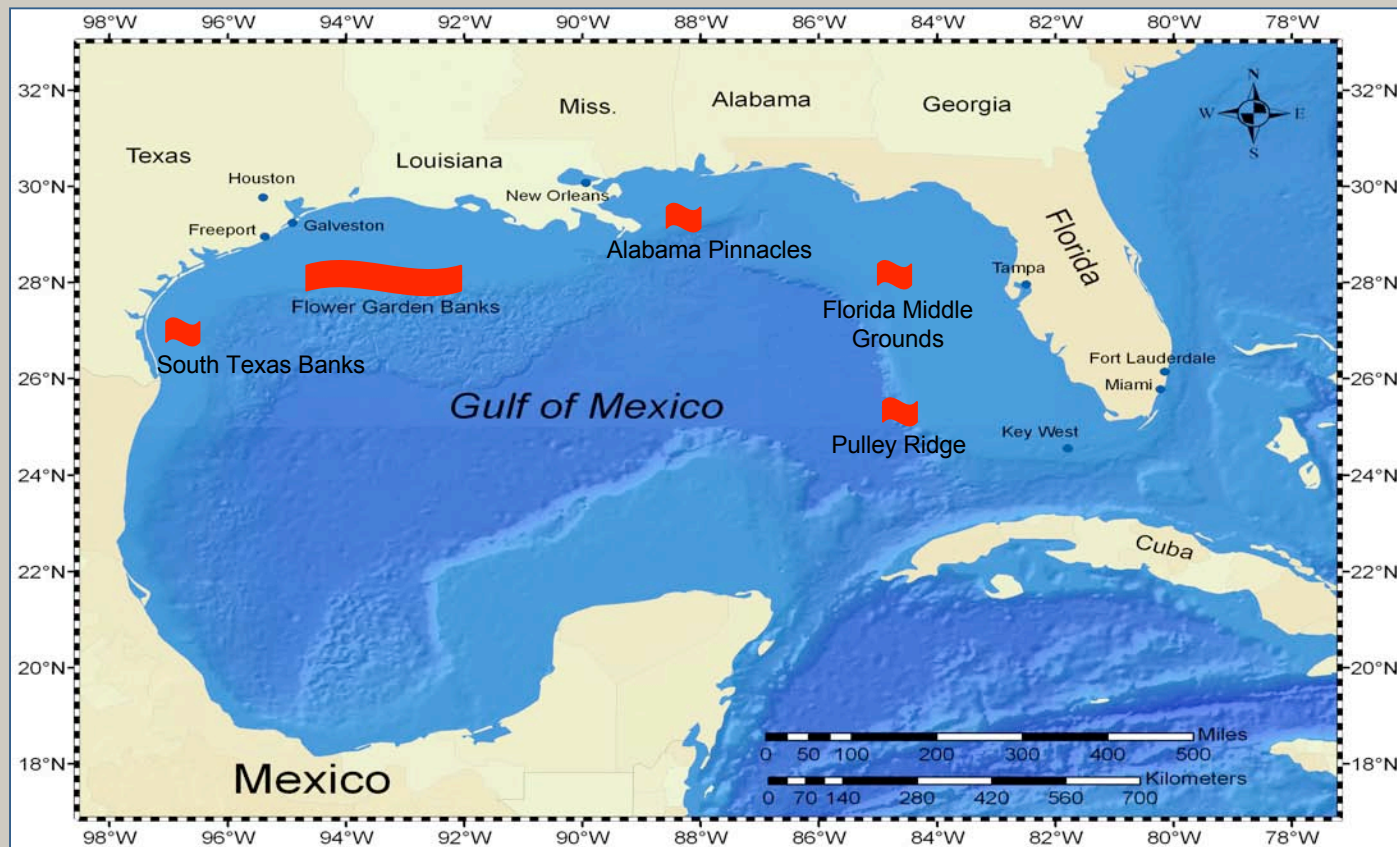 98°W 96°W 94°W 92°W 90°W 88°W 86°W 84°W 82°W 80°W 78°W
32°N 32°N
N
W E
S
Miss. Alabama Georgia
Texas Louisiana
Houston
30°N 30°N
New Orleans
Freeport Galveston
Florida
Alabama Pinnacles
28°N 28°N
Tampa
Flower Garden Banks
Florida Middle
Grounds
South Texas Banks
Fort Lauderdale
26°N 26°N
Miami
Gulf of Mexico
Key West
Pulley Ridge
24°N 24°N
Cuba
22°N 22°N
20°N 20°N
Miles
0 50 100 200 300 400 500
18°N 18°N
Mexico
Kilometers
0 70 140 280 420 560 700
98°W 96°W 94°W 92°W 90°W 88°W 86°W 84°W 82°W 80°W 78°W